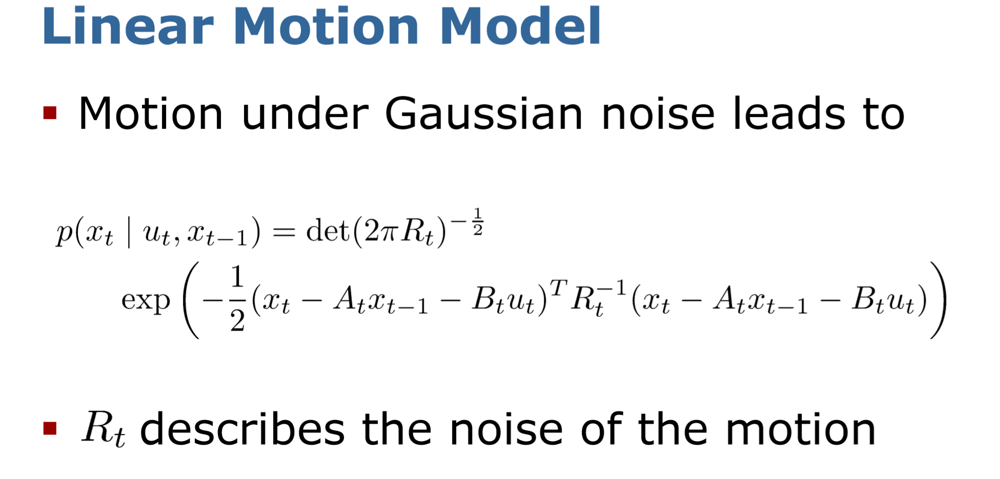 Linear Motion Model
▪ Motion under Gaussian noise leads to
$p(x_t \mid u_t, x_{t-1}) = \det(2\pi R_t)^{-\frac{1}{2}}$
$\exp\left(-\frac{1}{2}(x_t - A_t x_{t-1} - B_t u_t)^T R_t^{-1}(x_t - A_t x_{t-1} - B_t u_t)\right)$
▪ $R_t$ describes the noise of the motion